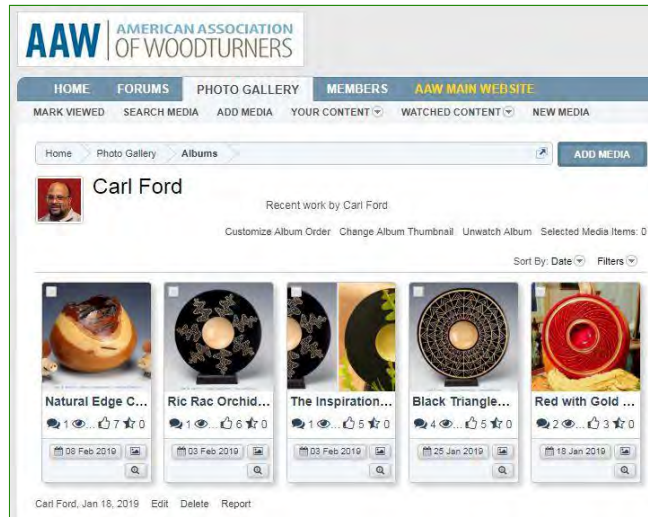 AAW
AMERICAN ASSOCIATION
OF WOODTURNERS
HOME FORUMS PHOTO GALLERY MEMBERS AAW MAIN WEBSITE
MARK VIEWED SEARCH MEDIA ADD MEDIA YOUR CONTENT WATCHED CONTENT NEW MEDIA
Home Photo Gallery Albums ADD MEDIA
Carl Ford
Recent work by Carl Ford
Customize Album Order Change Album Thumbnail Unwatch Album Selected Media Items: 0
Sort By: Date Filters
Natural Edge C... Ric Rac Orchid... The Inspiration... Black Triangle... Red with Gold ...
1 ... 7 0 1 ... 6 0 1 ... 5 0 4 ... 5 0 2 ... 3 0
08 Feb 2019 03 Feb 2019 03 Feb 2019 25 Jan 2019 18 Jan 2019
Carl Ford, Jan 18, 2019 Edit Delete Report